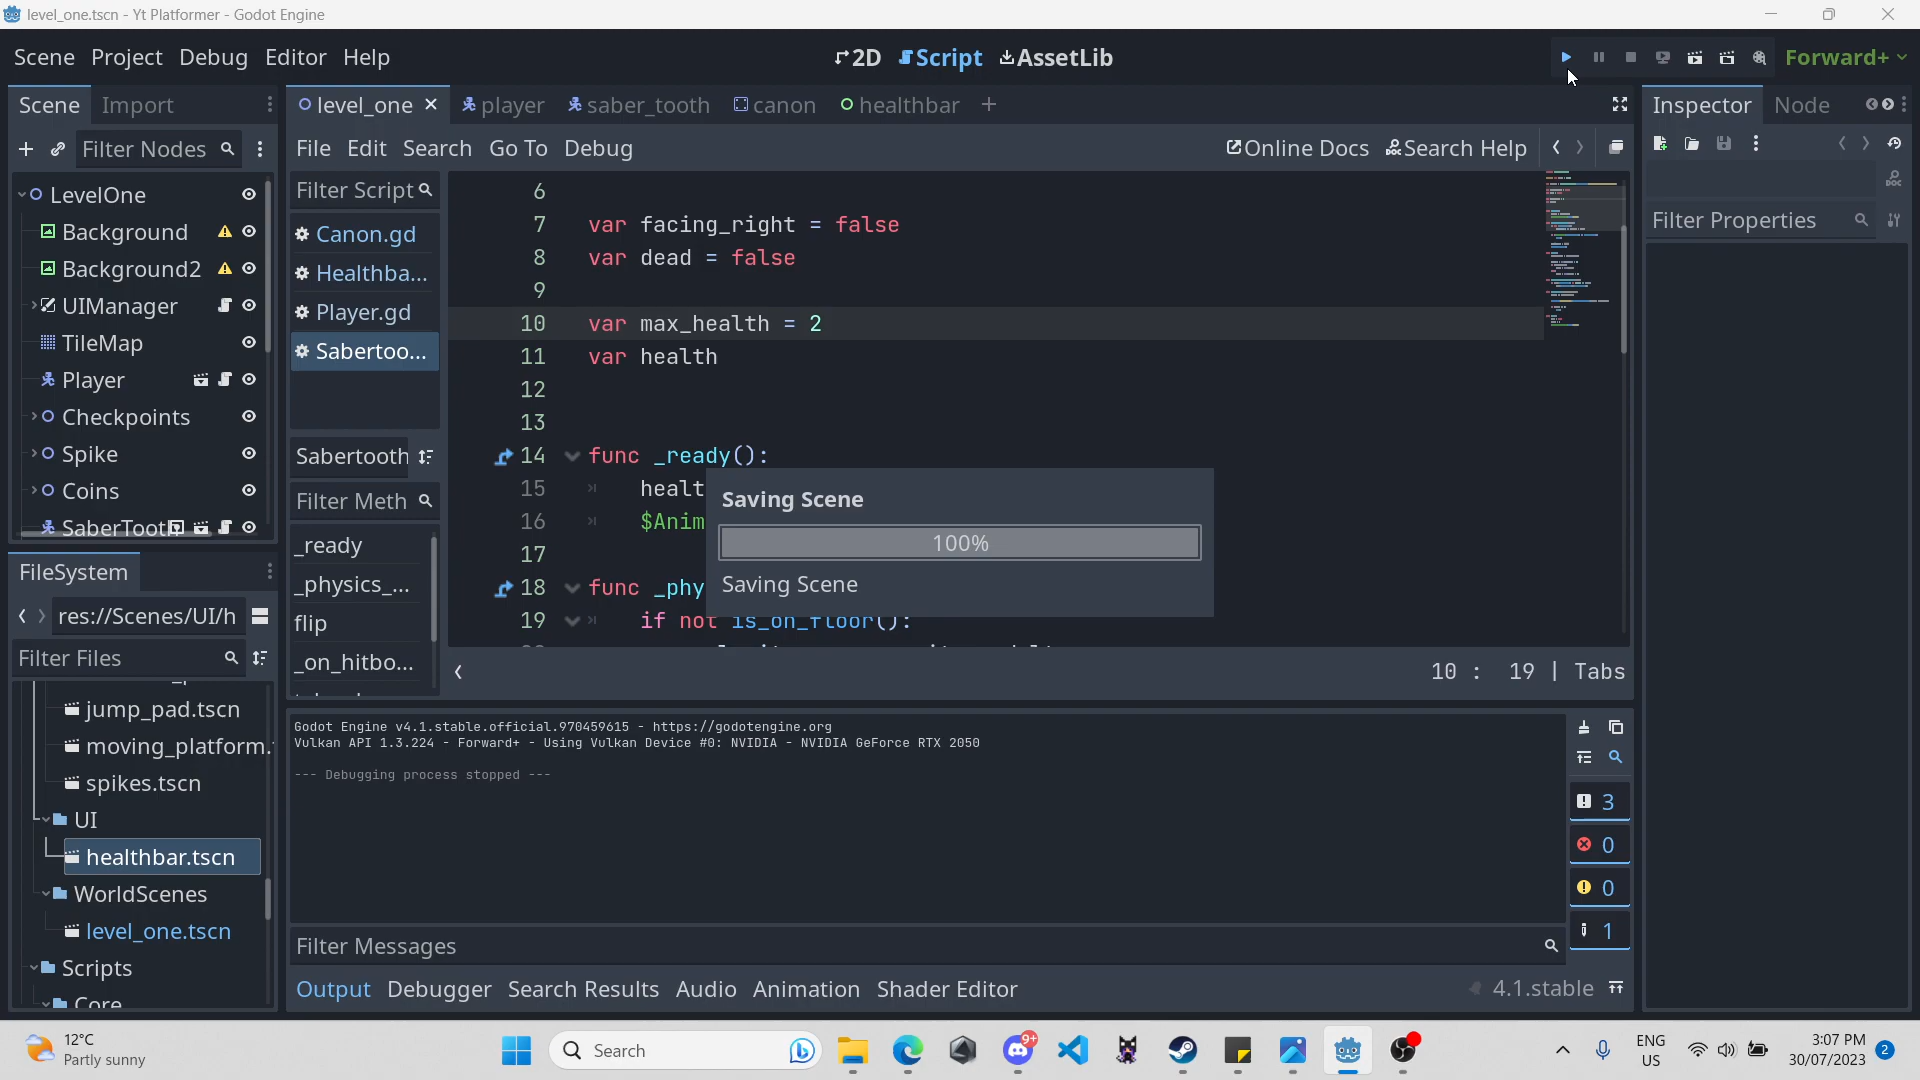 level_one.tscn - Yt Platformer - Godot Engine
Scene Project Debug Editor Help
2D Script AssetLib
Forward+
Scene Import
level_one player saber_tooth canon healthbar
Inspector Node
Filter Nodes
File Edit Search Go To Debug
Online Docs Search Help
Filter Script
Filter Properties
LevelOne
Background
Background2
UIManager
TileMap
Player
Checkpoints
Spike
Coins
SaberTooth
Canon.gd
Healthba...
Player.gd
Sabertoo...
Sabertooth
Filter Meth
_ready
_physics_...
flip
_on_hitbo...
6
7 var facing_right = false
8 var dead = false
9
10 var max_health = 2
11 var health
12
13
14 func _ready():
15 healt
16 $Anim
17
18 func _phy
19 if not is_on_floor():
Saving Scene
100%
Saving Scene
10 : 19 | Tabs
FileSystem
res://Scenes/UI/h
Filter Files
jump_pad.tscn
moving_platform.
spikes.tscn
UI
healthbar.tscn
WorldScenes
level_one.tscn
Scripts
Core
Godot Engine v4.1.stable.official.970459615 - https://godotengine.org
Vulkan API 1.3.224 - Forward+ - Using Vulkan Device #0: NVIDIA - NVIDIA GeForce RTX 2050
--- Debugging process stopped ---
3
0
0
1
Filter Messages
Output Debugger Search Results Audio Animation Shader Editor
4.1.stable
12°C
Partly sunny
Search
9+
ENG
US
3:07 PM
30/07/2023
2